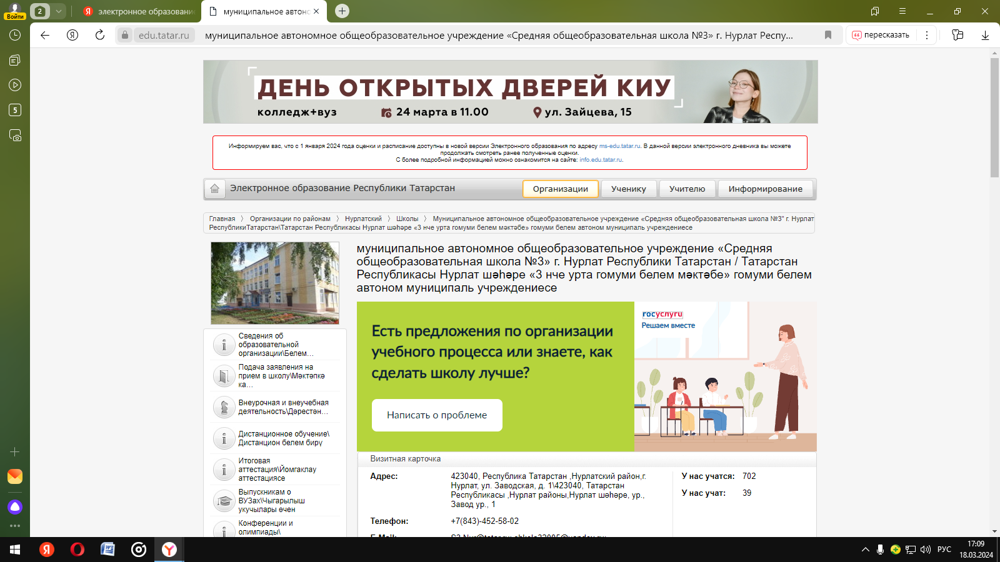 Войти
2
электронное образовани
муниципальное автоно
edu.tatar.ru
муниципальное автономное общеобразовательное учреждение «Средняя общеобразовательная школа №3» г. Нурлат Респу...
пересказать
5
ДЕНЬ ОТКРЫТЫХ ДВЕРЕЙ КИУ
колледж+вуз
24 марта в 11.00
ул. Зайцева, 15
Информируем вас, что с 1 января 2024 года оценки и расписание доступны в новой версии Электронного образования по адресу ms-edu.tatar.ru. В данной версии электронного дневника вы можете
продолжать смотреть ранее полученные оценки.
С более подробной информацией можно ознакомится на сайте: info.edu.tatar.ru.
Электронное образование Республики Татарстан
Организации
Ученику
Учителю
Информирование
Главная 〉 Организации по районам 〉 Нурлатский 〉 Школы 〉 Муниципальное автономное общеобразовательное учреждение «Средняя общеобразовательная школа №3" г. Нурлат
РеспубликиТатарстан\Татарстан Республикасы Нурлат шәһәре «3 нче урта гомуми белем мәктәбе» гомуми белем автоном муниципаль учреждениесе
муниципальное автономное общеобразовательное учреждение «Средняя
общеобразовательная школа №3» г. Нурлат Республики Татарстан / Татарстан
Республикасы Нурлат шәһәре «3 нче урта гомуми белем мәктәбе» гомуми белем
автоном муниципаль учреждениесе
Сведения об
образовательной
организации\Белем...
Подача заявления на
прием в школу\Мәктәпкә
ка...
Внеурочная и внеучебная
деятельность\Дәрестән...
Дистанционное обучение\
Дистанцион белем бирү
Итоговая
аттестация\Йомгаклау
аттестациясе
Выпускникам о
ВУЗах\Чыгарылыш
укучылары өчен
Конференции и
олимпиады\
Есть предложения по организации
учебного процесса или знаете, как
сделать школу лучше?
Написать о проблеме
госуслуги
Решаем вместе
Визитная карточка
Адрес:
423040, Республика Татарстан ,Нурлатский район,г.
Нурлат, ул. Заводская, д. 1\423040, Татарстан
Республикасы ,Нурлат районы,Нурлат шәһәре, ур.,
Завод ур., 1
Телефон:
+7(843)-452-58-02
E-Mail:
У нас учатся: 702
У нас учат: 39
РУС
17:09
18.03.2024